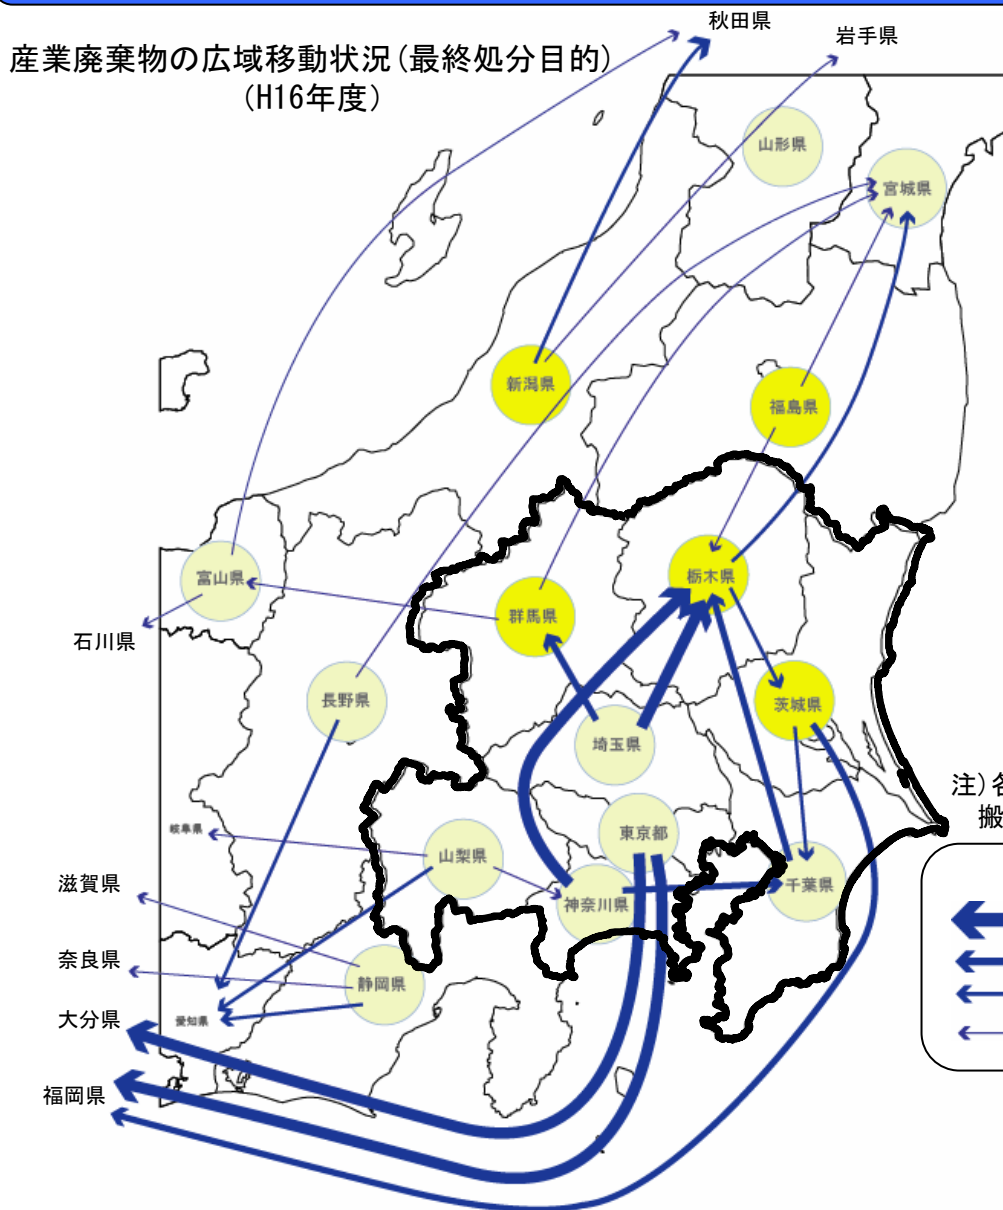 秋田県
岩手県
産業廃棄物の広域移動状況(最終処分目的)
(H16年度)
山形県
宮城県
新潟県
福島県
富山県
栃木県
群馬県
石川県
長野県
茨城県
埼玉県
注)各
搬
岐阜県
東京都
山梨県
滋賀県
神奈川県
千葉県
奈良県
静岡県
大分県
愛知県
福岡県